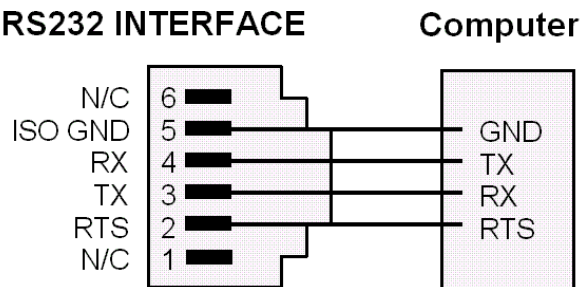 RS232 INTERFACE Computer
N/C 6
ISO GND 5 GND
RX 4 TX
TX 3 RX
RTS 2 RTS
N/C 1